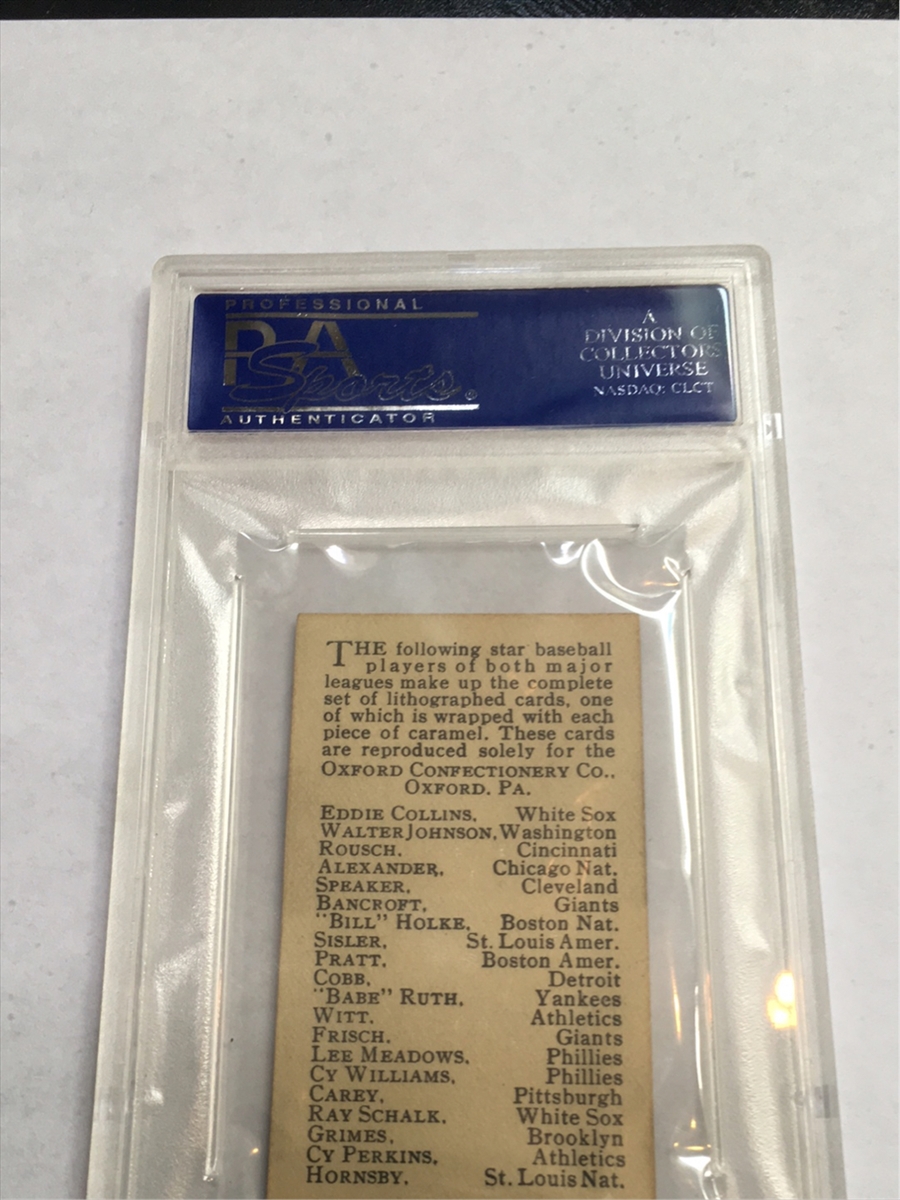 PROFESSIONAL
PSA
Sports.
AUTHENTICATOR
A
DIVISION OF
COLLECTORS
UNIVERSE
NASDAQ: CLCT
THE following star baseball
players of both major
leagues make up the complete
set of lithographed cards, one
of which is wrapped with each
piece of caramel. These cards
are reproduced solely for the
OXFORD CONFECTIONERY CO.,
OXFORD. PA.
EDDIE COLLINS, White Sox
WALTER JOHNSON, Washington
ROUSCH, Cincinnati
ALEXANDER, Chicago Nat.
SPEAKER, Cleveland
BANCROFT, Giants
"BILL" HOLKE, Boston Nat.
SISLER, St. Louis Amer.
PRATT, Boston Amer.
COBB, Detroit
"BABE" RUTH, Yankees
WITT, Athletics
FRISCH, Giants
LEE MEADOWS, Phillies
CY WILLIAMS, Phillies
CAREY, Pittsburgh
RAY SCHALK, White Sox
GRIMES, Brooklyn
CY PERKINS, Athletics
HORNSBY, St. Louis Nat.